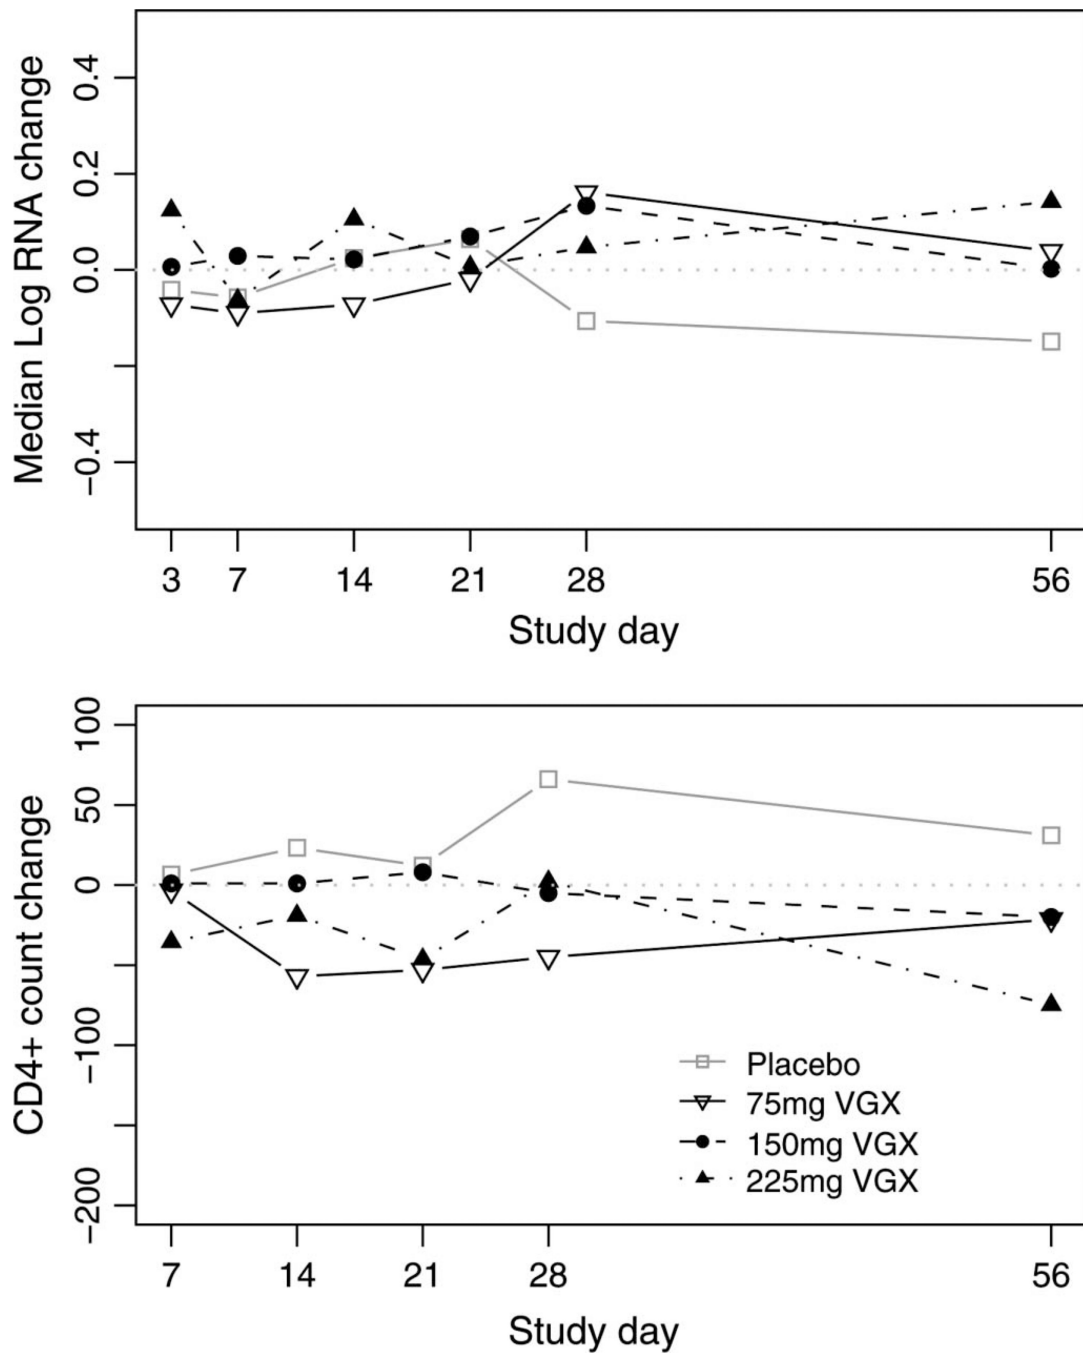 Median Log RNA change
0.4
0.2
0.0
−0.4
3 7 14 21 28 56
Study day
CD4+ count change
100
50
0
−100
−200
Placebo
75mg VGX
150mg VGX
225mg VGX
7 14 21 28 56
Study day